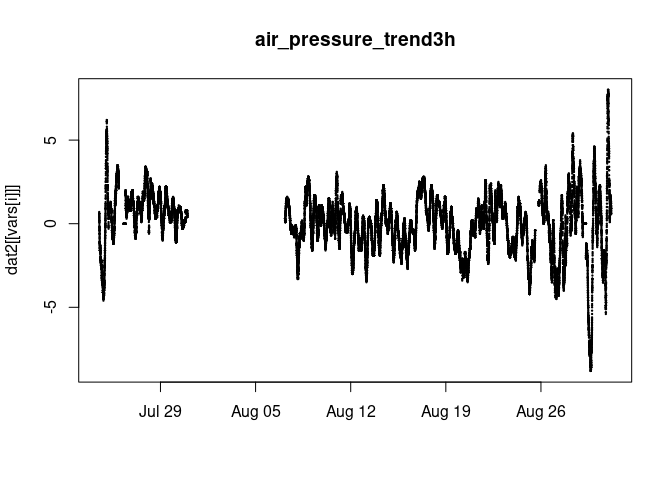 air_pressure_trend3h
dat2[[vars[i]]]
5
0
-5
Jul 29 Aug 05 Aug 12 Aug 19 Aug 26